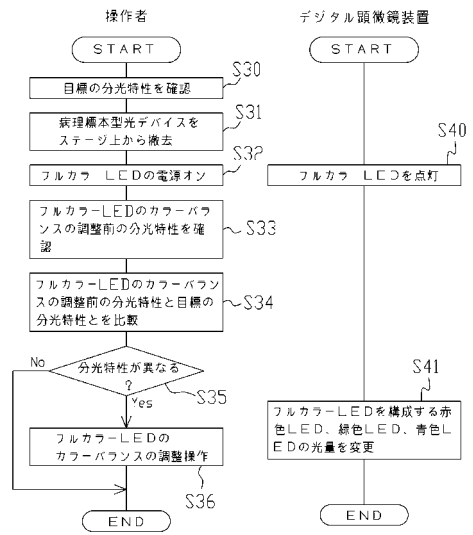 操作者
デジタル顕微鏡装置
START
START
目標の分光特性を確認
S30
病理標本型光デバイスを
ステージ上から撤去
S31
フルカラーLEDの電源オン
S32
フルカラーLEDを点灯
S40
フルカラーLEDのカラーバラ
ンスの調整前の分光特性を確
認
S33
フルカラーLEDのカラーバラン
スの調整前の分光特性と目標の
分光特性とを比較
S34
分光特性が異なる
?
S35
No
Yes
フルカラーLEDの
カラーバランスの調整操作
S36
フルカラーLEDを構成する赤
色LED、緑色LED、青色L
EDの光量を変更
S41
END
END